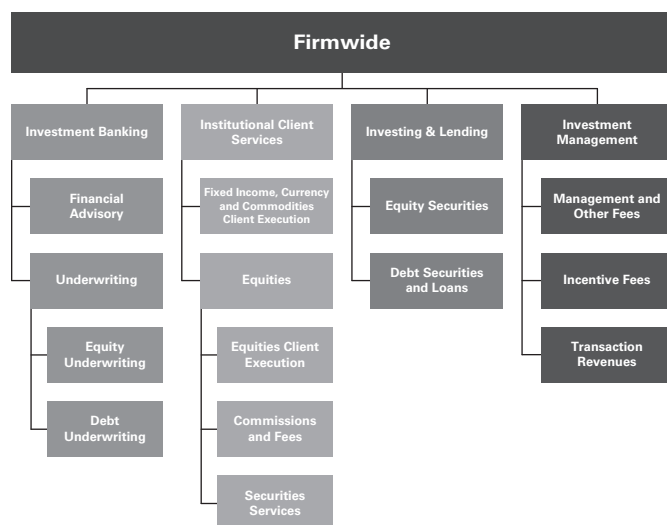 Firmwide
Investment Banking
Financial
Advisory
Underwriting
Equity
Underwriting
Debt
Underwriting
Institutional Client
Services
Fixed Income, Currency
and Commodities
Client Execution
Equities
Equities Client
Execution
Commissions
and Fees
Securities
Services
Investing & Lending
Equity Securities
Debt Securities
and Loans
Investment
Management
Management and
Other Fees
Incentive Fees
Transaction
Revenues